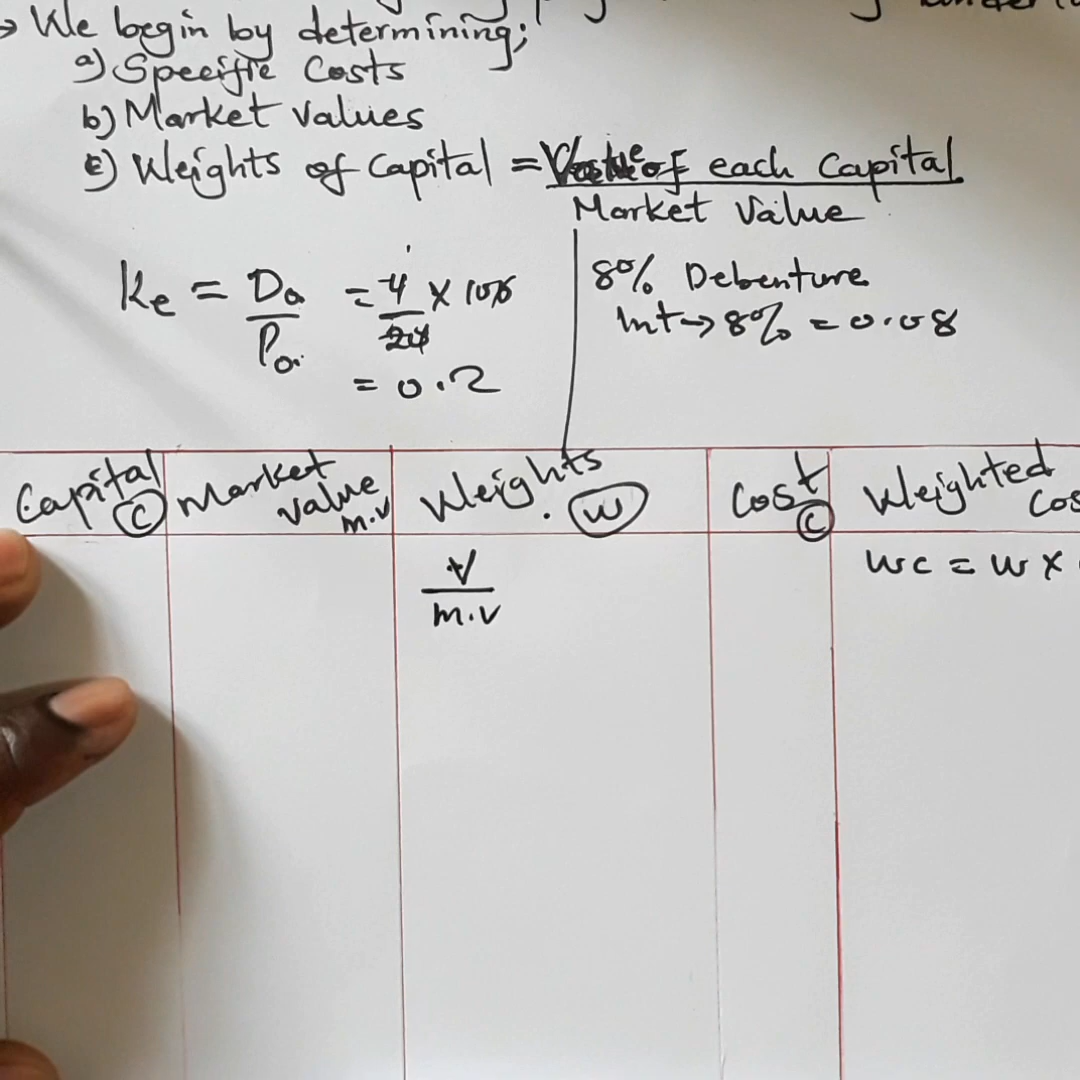 → We begin by determining;
a) Specific Costs
b) Market Values
c) Weights of Capital = Value of each Capital
Market Value
Ke = Do = 4 × 100
Po.
= 0.2
8% Debenture
Int → 8% = 0.08
Capital (C)
Market Value m.v
Weights (W)
Cost (C)
Weighted Cos
V
m.v
wc = w x